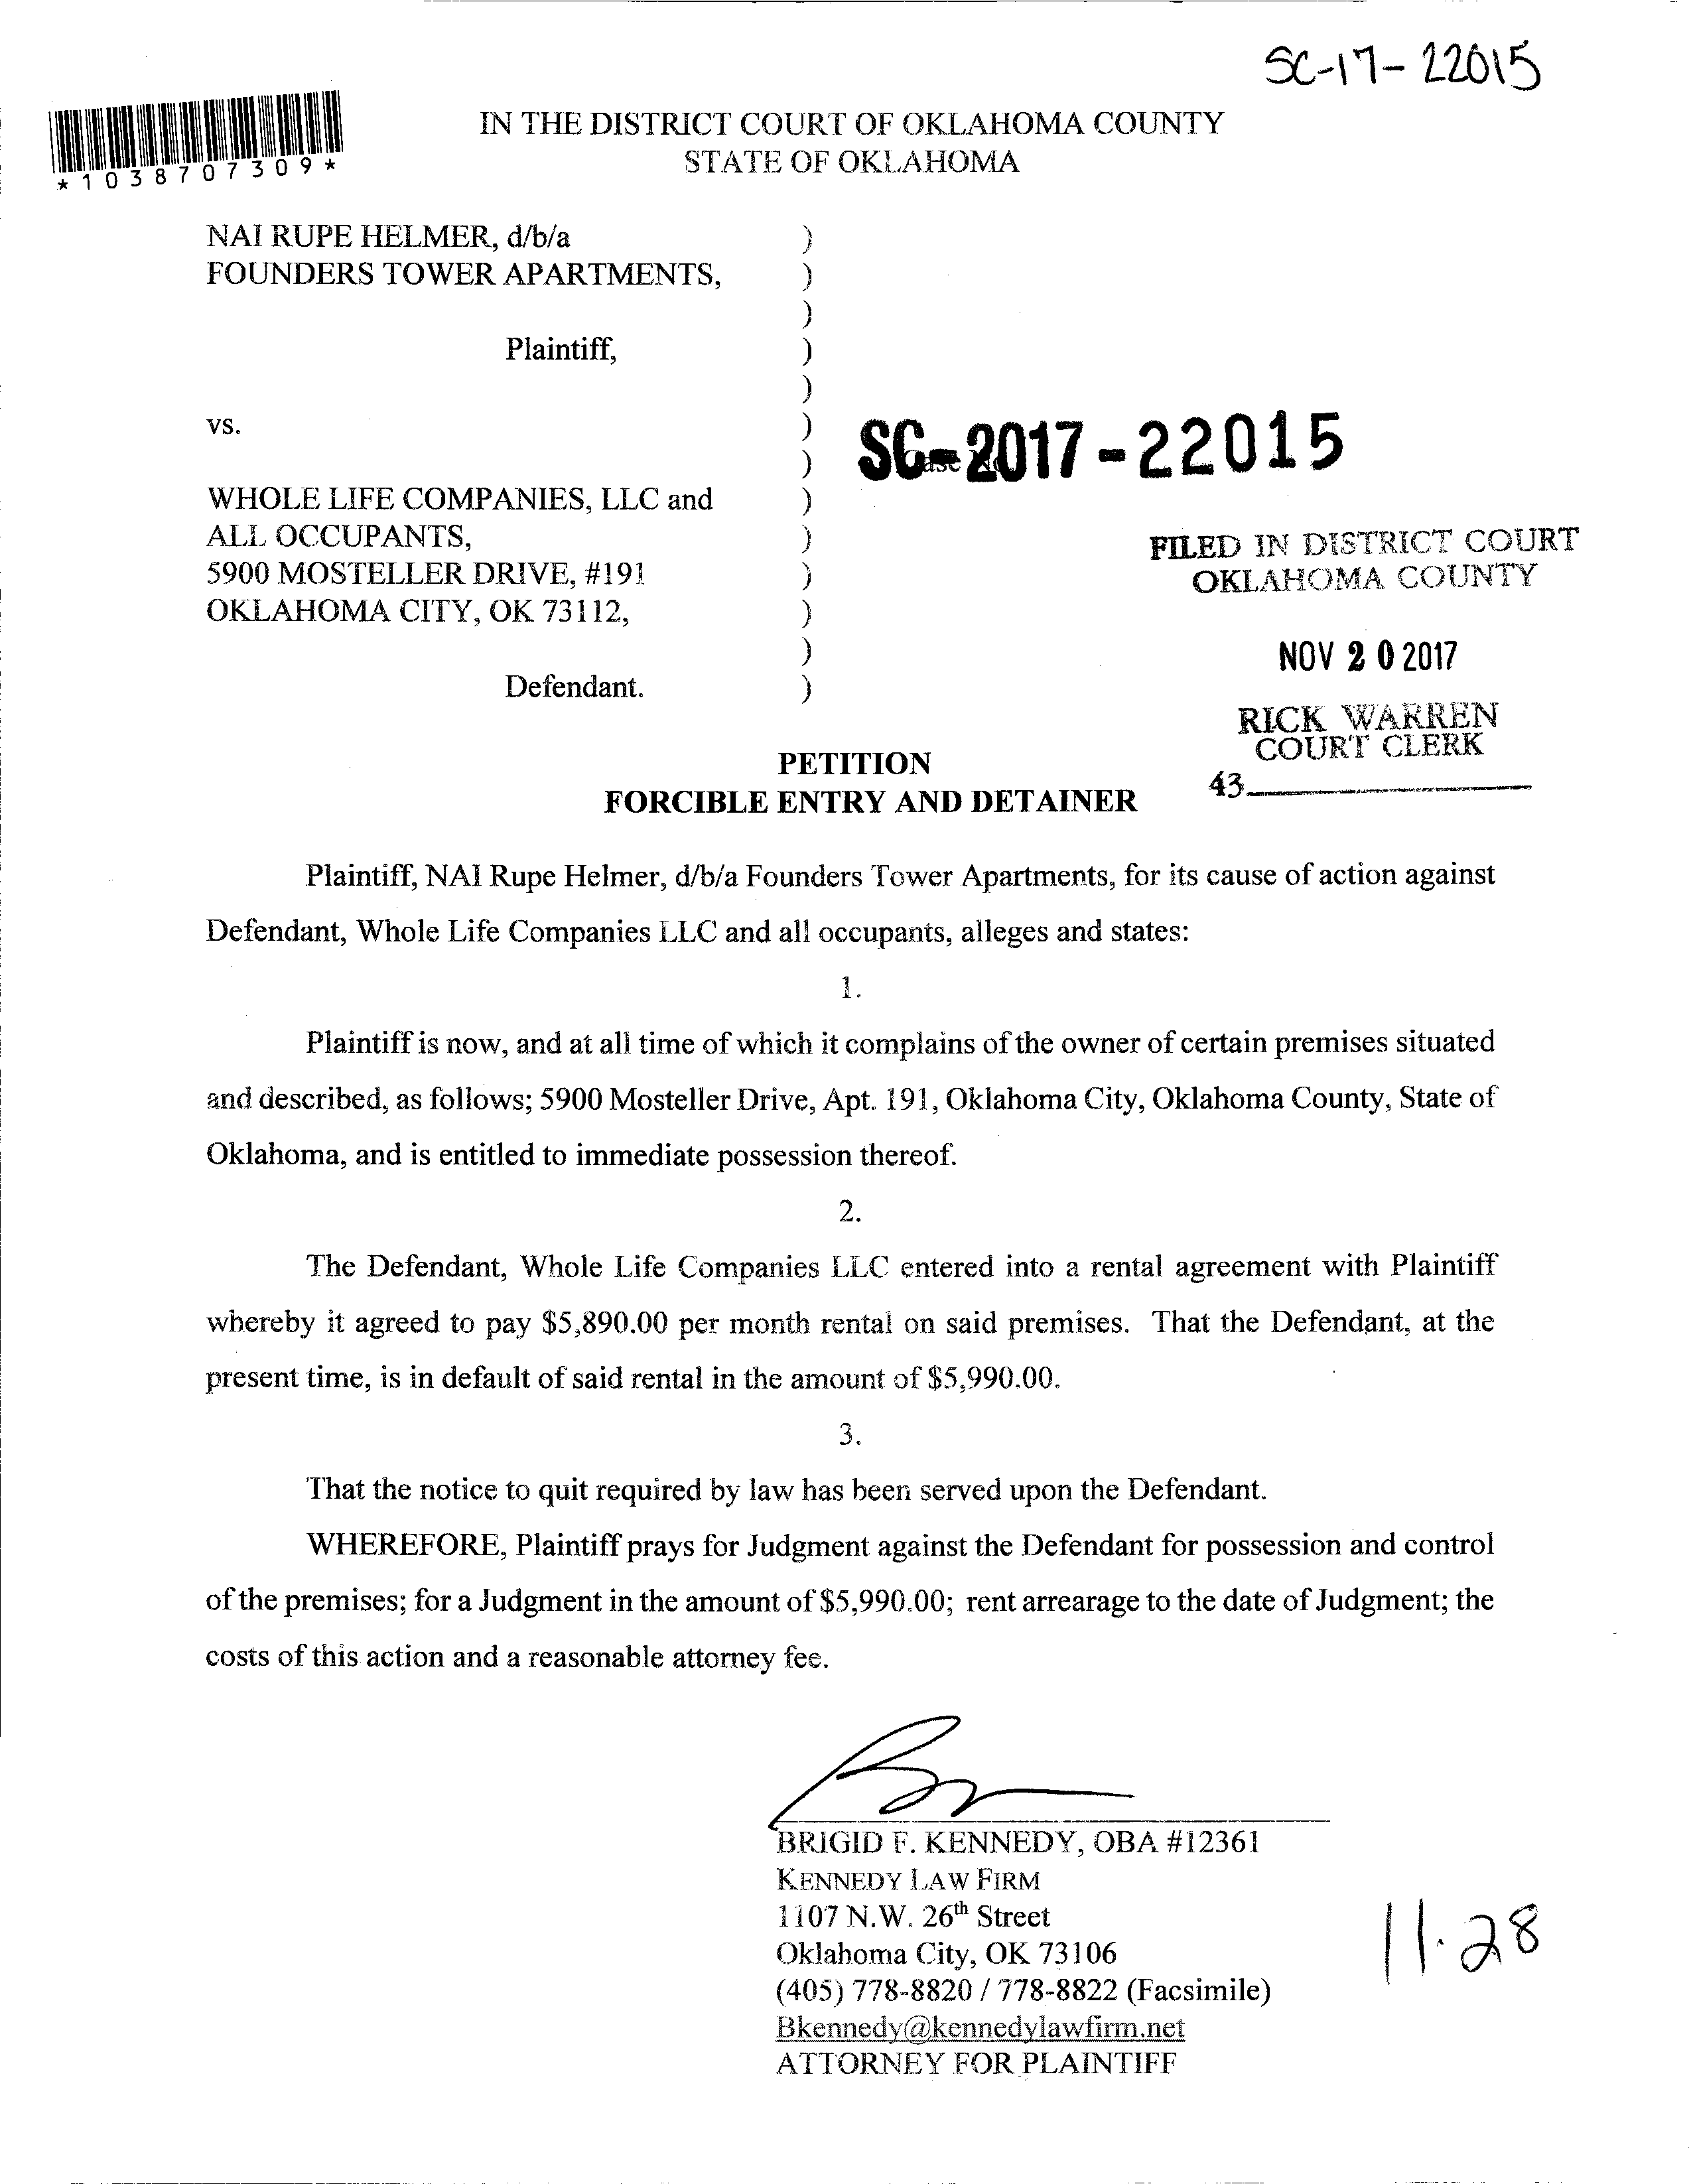 SC-17-22015
*1038707309*
IN THE DISTRICT COURT OF OKLAHOMA COUNTY
STATE OF OKLAHOMA
NAI RUPE HELMER, d/b/a )
FOUNDERS TOWER APARTMENTS, )
)
Plaintiff, )
)
vs. )
) SC-2017-22015
WHOLE LIFE COMPANIES, LLC and )
ALL OCCUPANTS, )
5900 MOSTELLER DRIVE, #191 )
OKLAHOMA CITY, OK 73112, )
)
Defendant. )
FILED IN DISTRICT COURT
OKLAHOMA COUNTY
NOV 20 2017
RICK WARREN
COURT CLERK
43
PETITION
FORCIBLE ENTRY AND DETAINER
Plaintiff, NAI Rupe Helmer, d/b/a Founders Tower Apartments, for its cause of action against
Defendant, Whole Life Companies LLC and all occupants, alleges and states:
1.
Plaintiff is now, and at all time of which it complains of the owner of certain premises situated
and described, as follows; 5900 Mosteller Drive, Apt. 191, Oklahoma City, Oklahoma County, State of
Oklahoma, and is entitled to immediate possession thereof.
2.
The Defendant, Whole Life Companies LLC entered into a rental agreement with Plaintiff
whereby it agreed to pay $5,890.00 per month rental on said premises. That the Defendant, at the
present time, is in default of said rental in the amount of $5,990.00.
3.
That the notice to quit required by law has been served upon the Defendant.
WHEREFORE, Plaintiff prays for Judgment against the Defendant for possession and control
of the premises; for a Judgment in the amount of $5,990.00; rent arrearage to the date of Judgment; the
costs of this action and a reasonable attorney fee.
BRIGID F. KENNEDY, OBA #12361
KENNEDY LAW FIRM
1107 N.W. 26th Street
Oklahoma City, OK 73106
(405) 778-8820 / 778-8822 (Facsimile)
Bkennedy@kennedylawfirm.net
ATTORNEY FOR PLAINTIFF
11.28